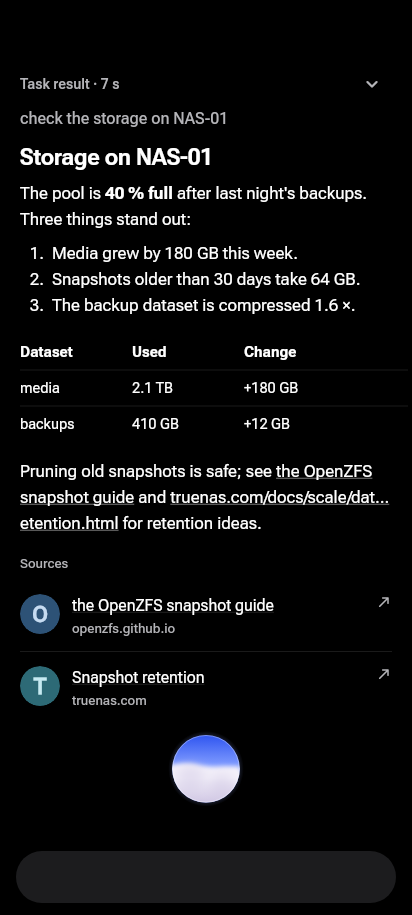 Task result · 7 s
check the storage on NAS-01
Storage on NAS-01
The pool is 40 % full after last night's backups.
Three things stand out:
1. Media grew by 180 GB this week.
2. Snapshots older than 30 days take 64 GB.
3. The backup dataset is compressed 1.6 ×.
Dataset Used Change
media 2.1 TB +180 GB
backups 410 GB +12 GB
Pruning old snapshots is safe; see the OpenZFS
snapshot guide and truenas.com/docs/scale/dat…
etention.html for retention ideas.
Sources
O
the OpenZFS snapshot guide
openzfs.github.io
T
Snapshot retention
truenas.com